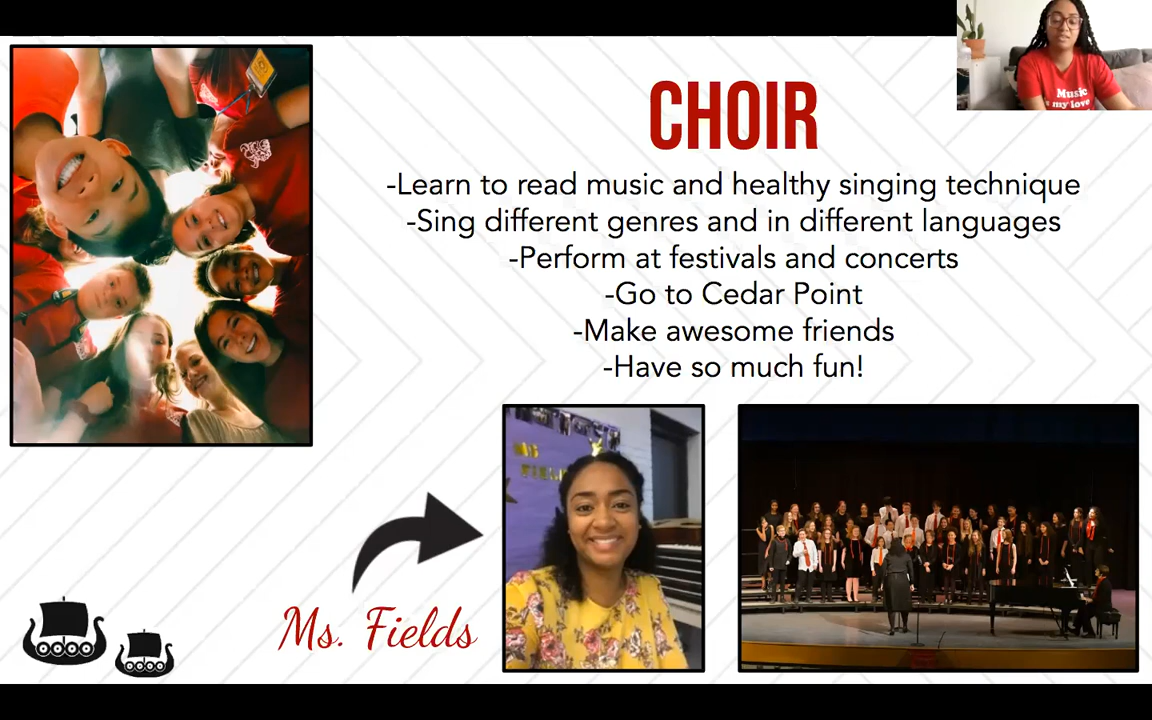 CHOIR
-Learn to read music and healthy singing technique
-Sing different genres and in different languages
-Perform at festivals and concerts
-Go to Cedar Point
-Make awesome friends
-Have so much fun!
Ms. Fields
Music
is my love